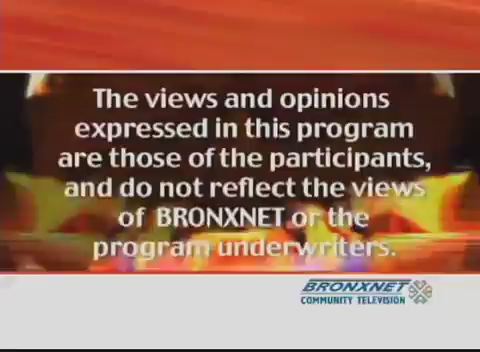 The views and opinions
expressed in this program
are those of the participants,
and do not reflect the views
of BRONXNET or the
program underwriters.
BRONXNET
COMMUNITY TELEVISION